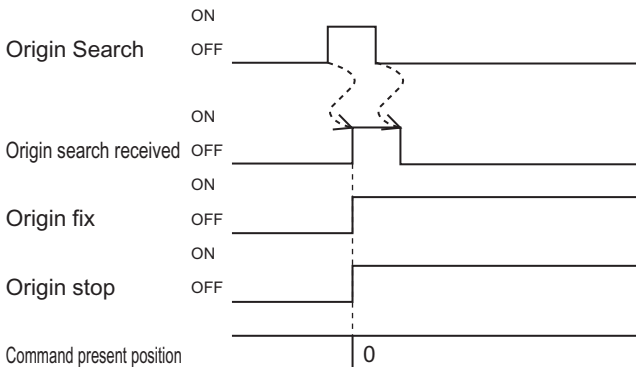 ON
Origin Search OFF
ON
Origin search received OFF
ON
Origin fix OFF
ON
Origin stop OFF
Command present position 0